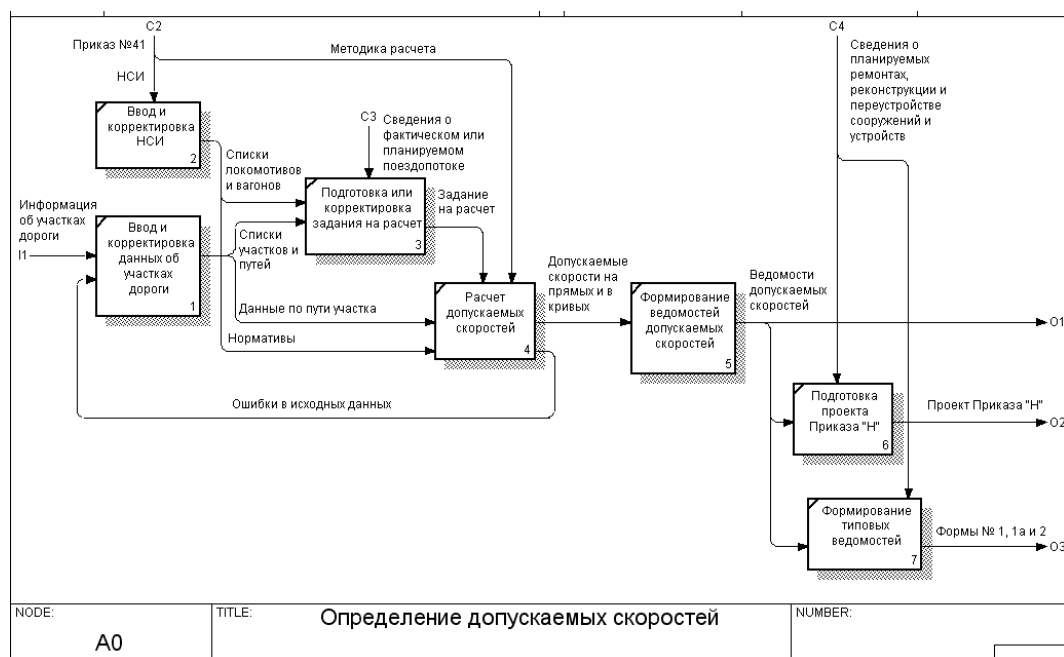 C2
Приказ №41
НСИ
Методика расчета
C4
Сведения о
планируемых
ремонтах,
реконструкции и
переустройстве
сооружений и
устройств
Ввод и
корректировка
НСИ
2
C3
Сведения о
фактическом или
планируемом
поездопотоке
Списки
локомотивов
и вагонов
Подготовка или
корректировка
задания на расчет
3
Задание
на расчет
Информация
об участках
дороги
I1
Ввод и
корректировка
данных об
участках
дороги
1
Списки
участков и
путей
Данные по пути участка
Нормативы
Расчет
допускаемых
скоростей
4
Допускаемые
скорости на
прямых и в
кривых
Формирование
ведомостей
допускаемых
скоростей
5
Ведомости
допускаемых
скоростей
O1
Ошибки в исходных данных
Подготовка
проекта
Приказа "Н"
6
Проект Приказа "Н"
O2
Формирование
типовых
ведомостей
7
Формы № 1, 1а и 2
O3
NODE:
A0
TITLE:
Определение допускаемых скоростей
NUMBER: